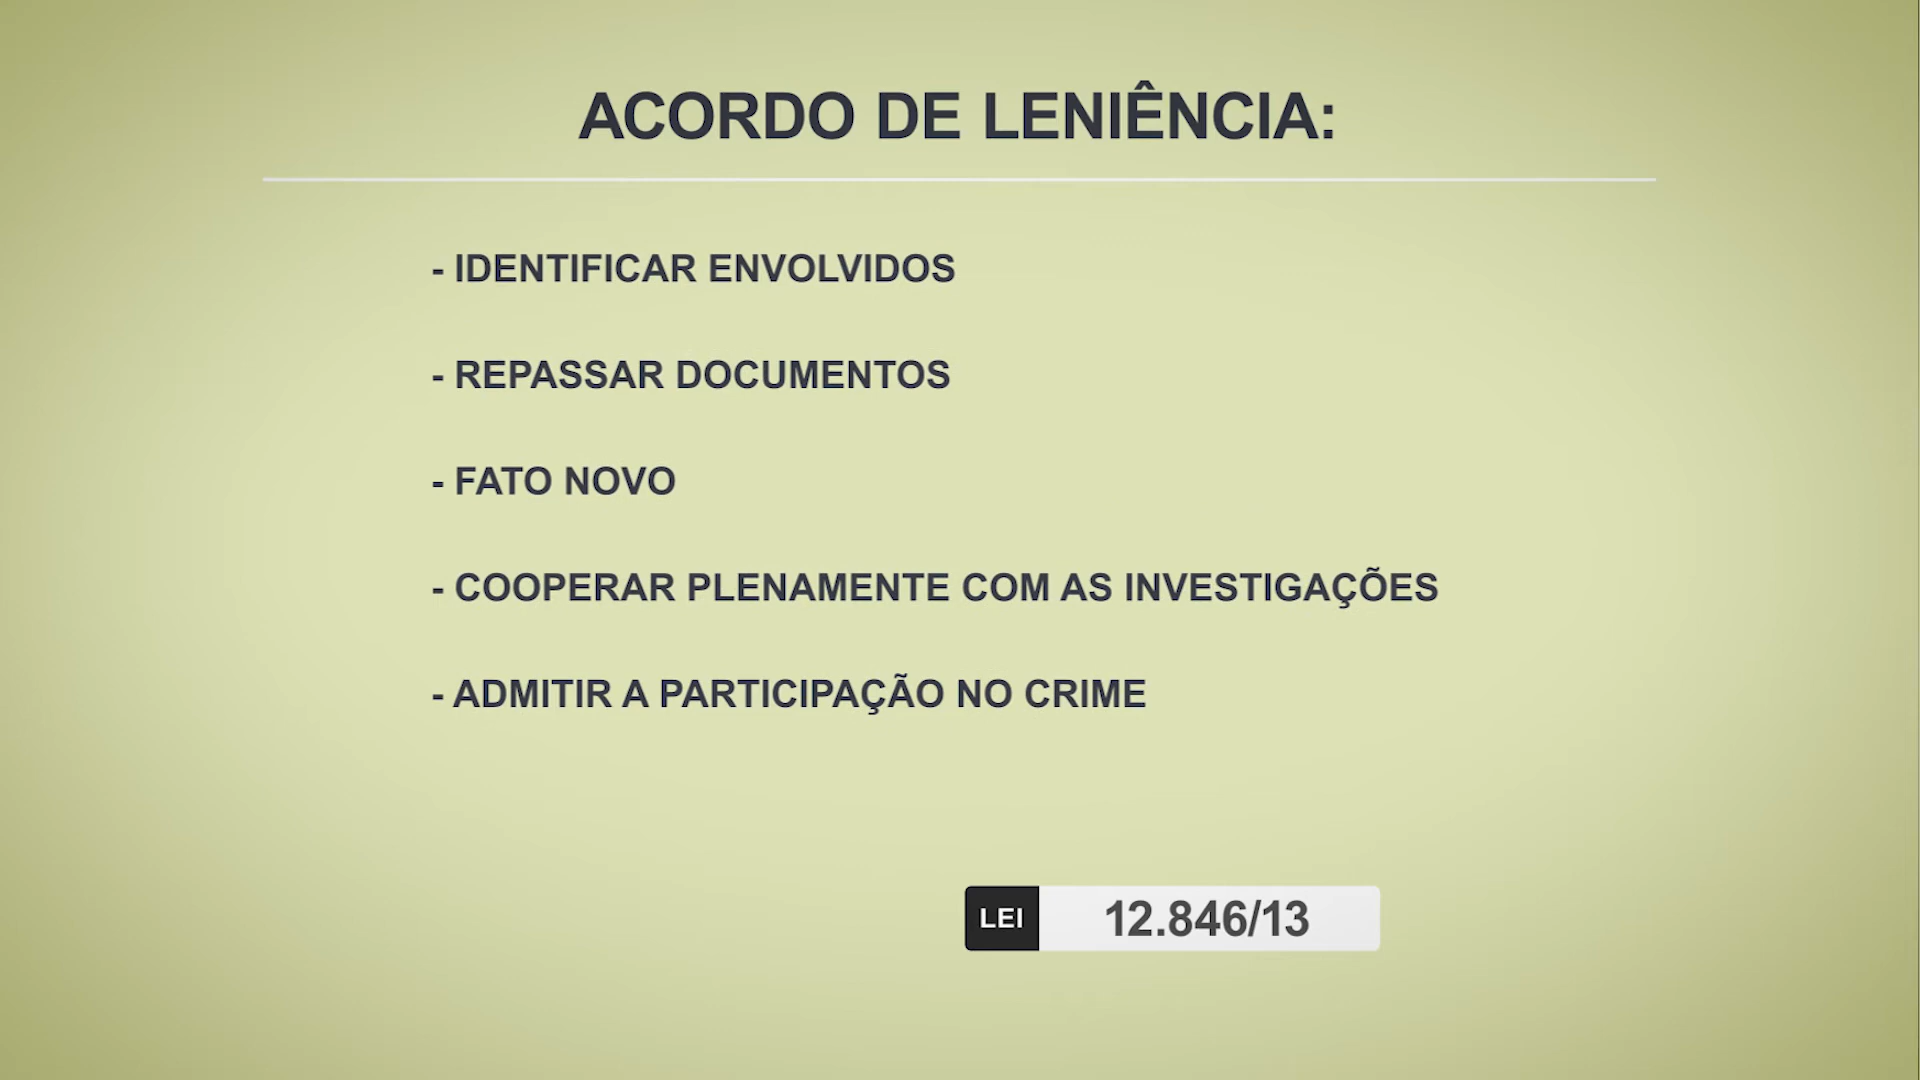 ACORDO DE LENIÊNCIA:
- IDENTIFICAR ENVOLVIDOS
- REPASSAR DOCUMENTOS
- FATO NOVO
- COOPERAR PLENAMENTE COM AS INVESTIGAÇÕES
- ADMITIR A PARTICIPAÇÃO NO CRIME
LEI 12.846/13